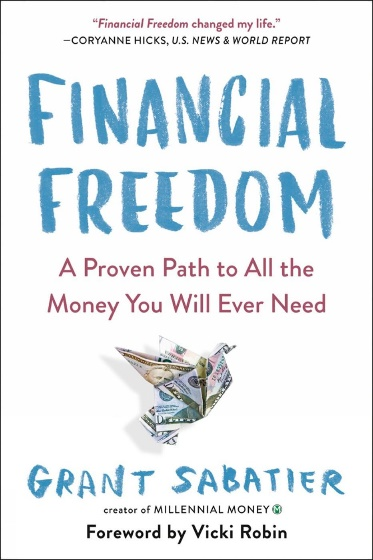 “Financial Freedom changed my life.”
—CORYANNE HICKS, U.S. NEWS & WORLD REPORT
FINANCIAL
FREEDOM
A Proven Path to All the
Money You Will Ever Need
GRANT SABATIER
creator of MILLENNIAL MONEY M
Foreword by Vicki Robin